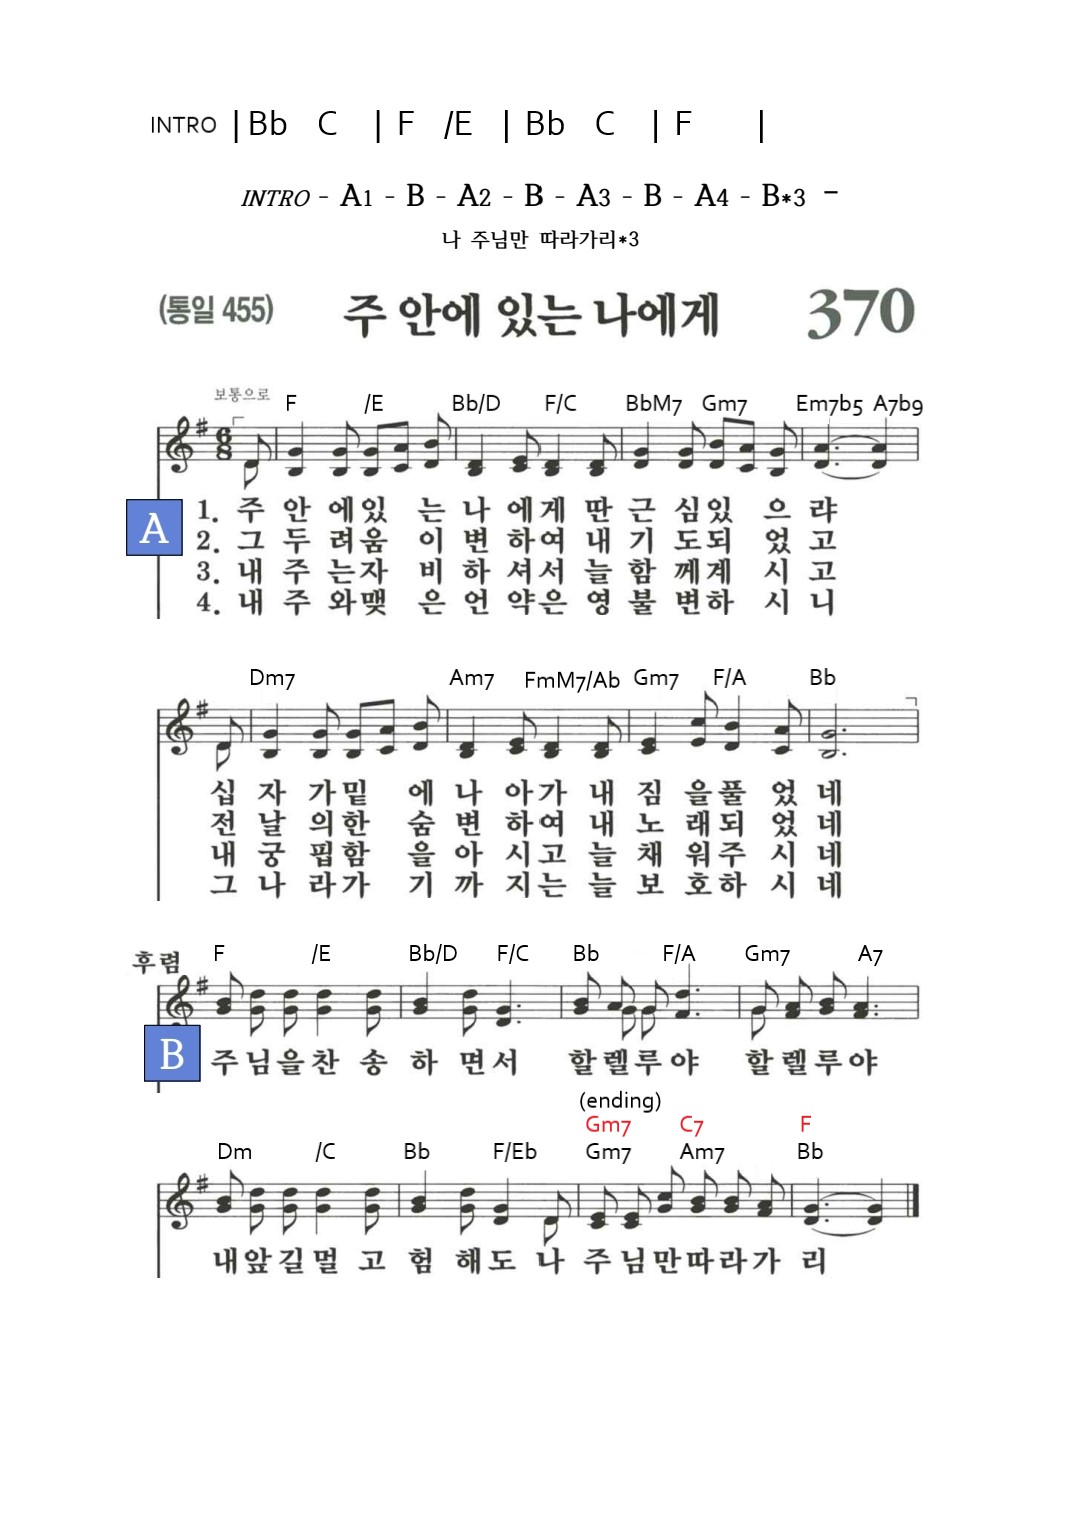 INTRO | Bb C | F /E | Bb C | F |
INTRO - A1 - B - A2 - B - A3 - B - A4 - B*3 -
나 주님만 따라가리*3
(통일 455) 주 안에 있는 나에게 370
보통으로
F /E Bb/D F/C BbM7 Gm7 Em7b5 A7b9
6
8
A
1. 주 안 에있 는 나 에게 딴 근 심있 으 랴
2. 그 두 려움 이 변 하여 내 기 도되 었 고
3. 내 주 는자 비 하 셔서 늘 함 께계 시 고
4. 내 주 와맺 은 언 약은 영 불 변하 시 니
Dm7 Am7 FmM7/Ab Gm7 F/A Bb
십 자 가밑 에 나 아가 내 짐 을풀 었 네
전 날 의한 숨 변 하여 내 노 래되 었 네
내 궁 핍함 을 아 시고 늘 채 워주 시 네
그 나 라가 기 까 지는 늘 보 호하 시 네
후렴 F /E Bb/D F/C Bb F/A Gm7 A7
B
주님을찬 송 하 면서 할렐루야 할렐루야
(ending)
Gm7 C7 F
Dm /C Bb F/Eb Gm7 Am7 Bb
내앞길멀 고 험 해도 나 주님만따라가 리